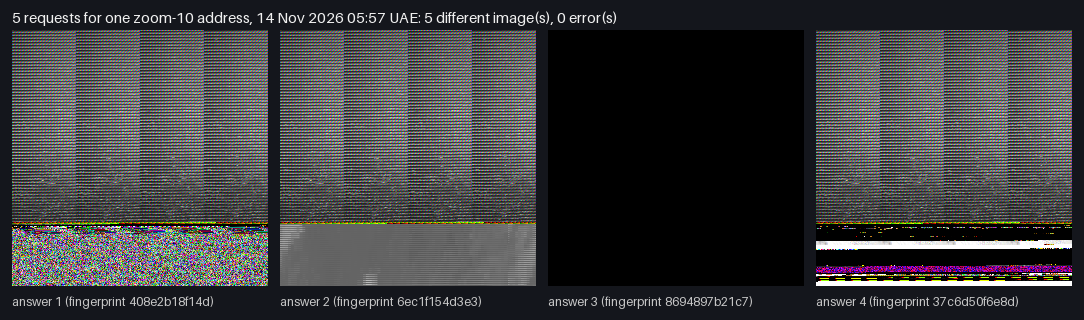 5 requests for one zoom-10 address, 14 Nov 2026 05:57 UAE: 5 different image(s), 0 error(s)
answer 1 (fingerprint 408e2b18f14d)
answer 2 (fingerprint 6ec1f154d3e3)
answer 3 (fingerprint 8694897b21c7)
answer 4 (fingerprint 37c6d50f6e8d)